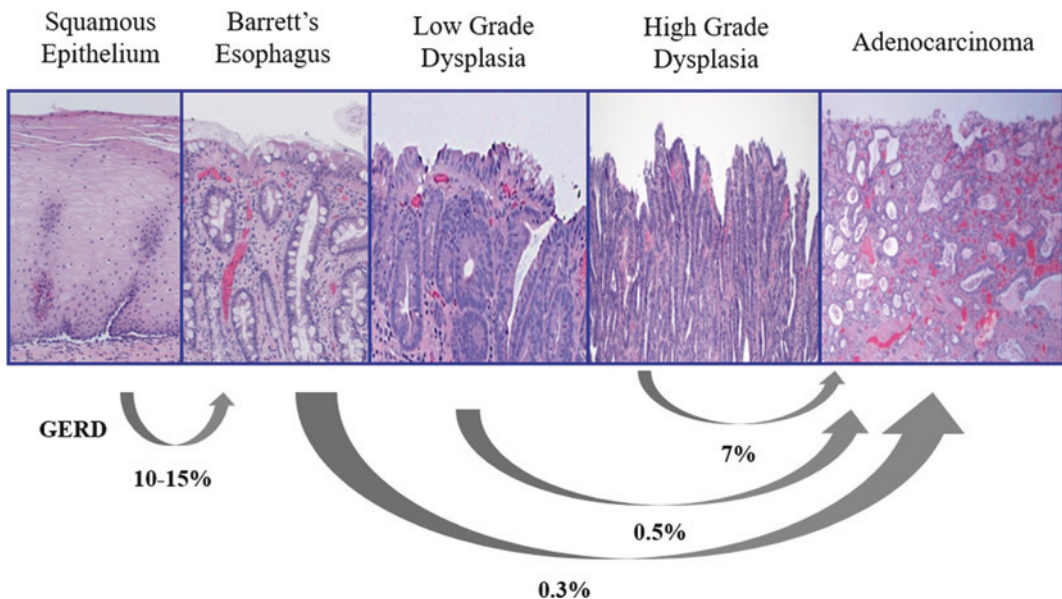 Squamous
Epithelium
Barrett's
Esophagus
Low Grade
Dysplasia
High Grade
Dysplasia
Adenocarcinoma
GERD
10-15%
7%
0.5%
0.3%